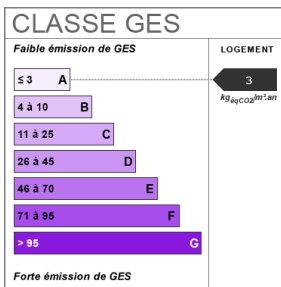 CLASSE GES
Faible émission de GES
LOGEMENT
≤ 3 A
3
kgéqCO2/m².an
4 à 10 B
11 à 25 C
26 à 45 D
46 à 70 E
71 à 95 F
> 95 G
Forte émission de GES